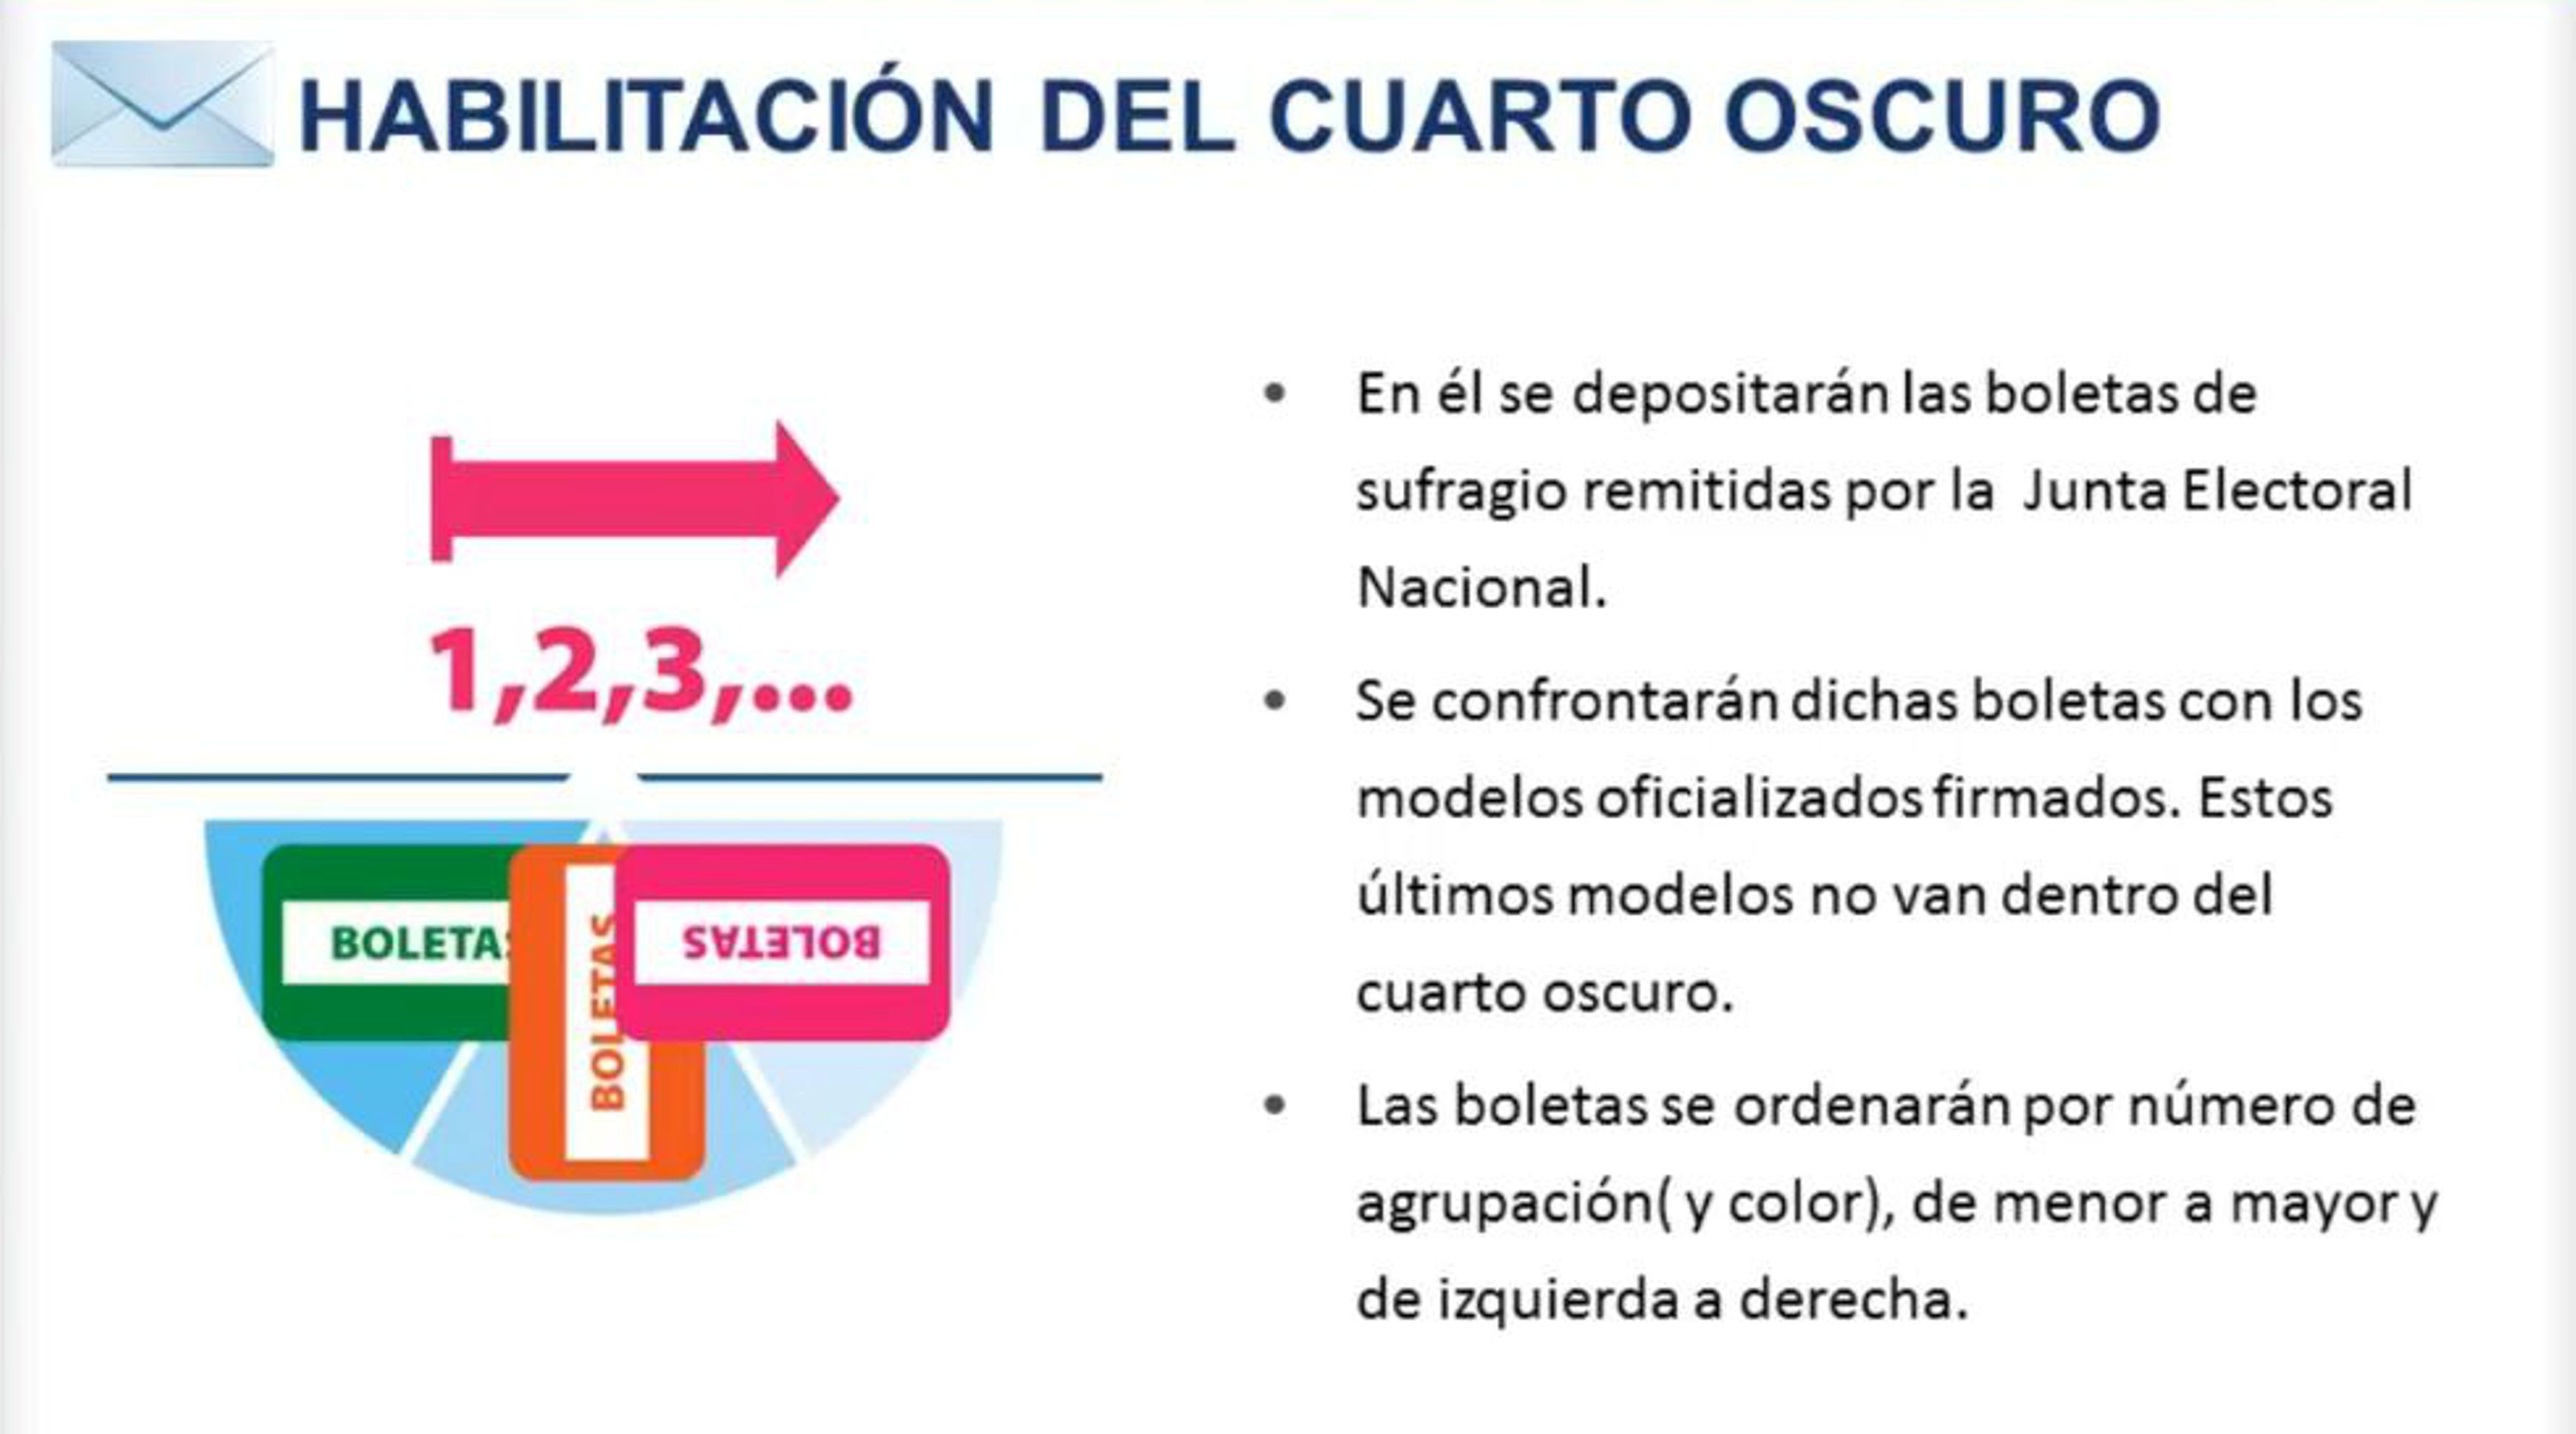 HABILITACIÓN DEL CUARTO OSCURO
1,2,3,...
BOLETAS
BOLETAS
BOLETAS
• En él se depositarán las boletas de
sufragio remitidas por la Junta Electoral
Nacional.
• Se confrontarán dichas boletas con los
modelos oficializados firmados. Estos
últimos modelos no van dentro del
cuarto oscuro.
• Las boletas se ordenarán por número de
agrupación( y color), de menor a mayor y
de izquierda a derecha.